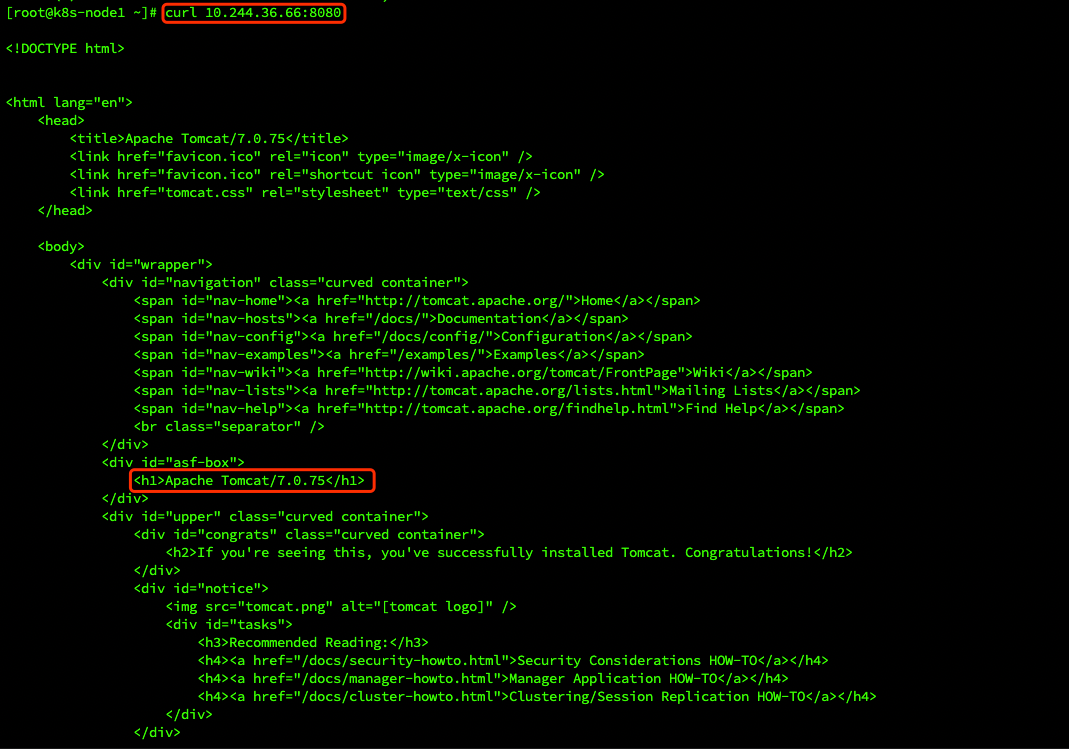 [root@k8s-node1 ~]# curl 10.244.36.66:8080
<!DOCTYPE html>
<html lang="en">
    <head>
        <title>Apache Tomcat/7.0.75</title>
        <link href="favicon.ico" rel="icon" type="image/x-icon" />
        <link href="favicon.ico" rel="shortcut icon" type="image/x-icon" />
        <link href="tomcat.css" rel="stylesheet" type="text/css" />
    </head>
    <body>
        <div id="wrapper">
            <div id="navigation" class="curved container">
                <span id="nav-home"><a href="http://tomcat.apache.org/">Home</a></span>
                <span id="nav-hosts"><a href="/docs/">Documentation</a></span>
                <span id="nav-config"><a href="/docs/config/">Configuration</a></span>
                <span id="nav-examples"><a href="/examples/">Examples</a></span>
                <span id="nav-wiki"><a href="http://wiki.apache.org/tomcat/FrontPage">Wiki</a></span>
                <span id="nav-lists"><a href="http://tomcat.apache.org/lists.html">Mailing Lists</a></span>
                <span id="nav-help"><a href="http://tomcat.apache.org/findhelp.html">Find Help</a></span>
                <br class="separator" />
            </div>
            <div id="asf-box">
                <h1>Apache Tomcat/7.0.75</h1>
            </div>
            <div id="upper" class="curved container">
                <div id="congrats" class="curved container">
                    <h2>If you're seeing this, you've successfully installed Tomcat. Congratulations!</h2>
                </div>
                <div id="notice">
                    <img src="tomcat.png" alt="[tomcat logo]" />
                    <div id="tasks">
                        <h3>Recommended Reading:</h3>
                        <h4><a href="/docs/security-howto.html">Security Considerations HOW-TO</a></h4>
                        <h4><a href="/docs/manager-howto.html">Manager Application HOW-TO</a></h4>
                        <h4><a href="/docs/cluster-howto.html">Clustering/Session Replication HOW-TO</a></h4>
                    </div>
                </div>